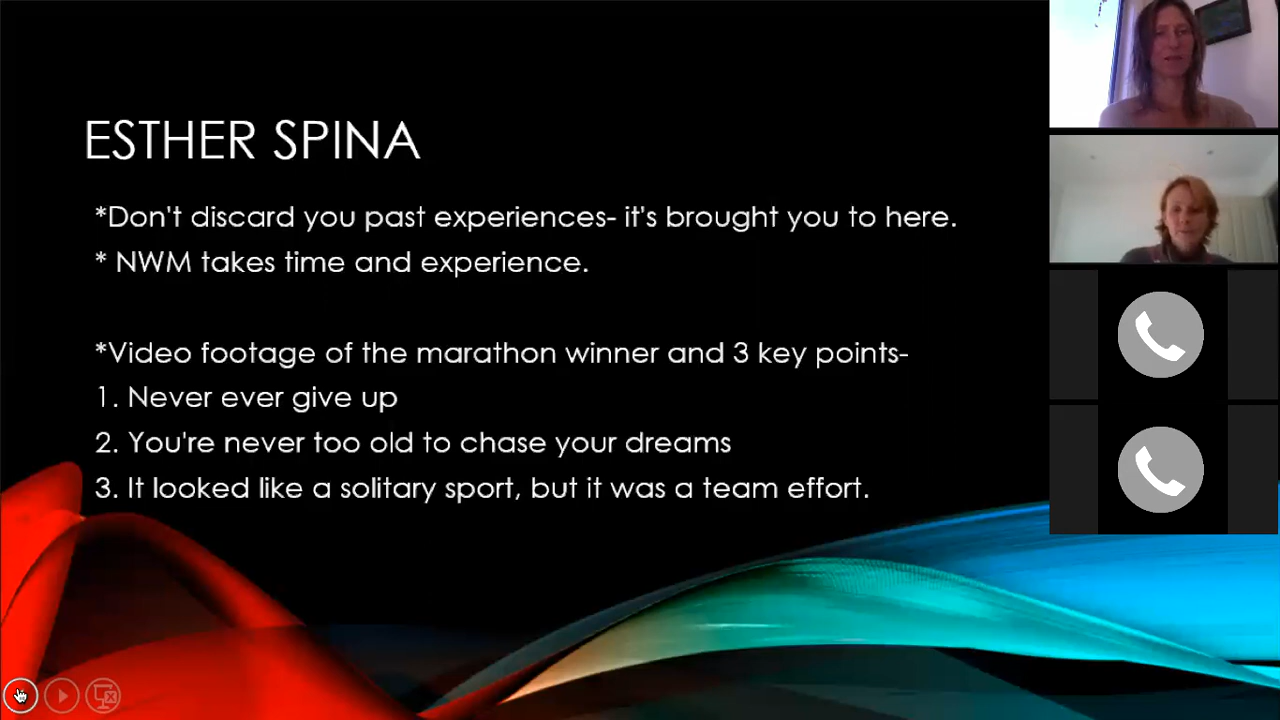 ESTHER SPINA
*Don't discard you past experiences- it's brought you to here.
* NWM takes time and experience.
*Video footage of the marathon winner and 3 key points-
1. Never ever give up
2. You're never too old to chase your dreams
3. It looked like a solitary sport, but it was a team effort.